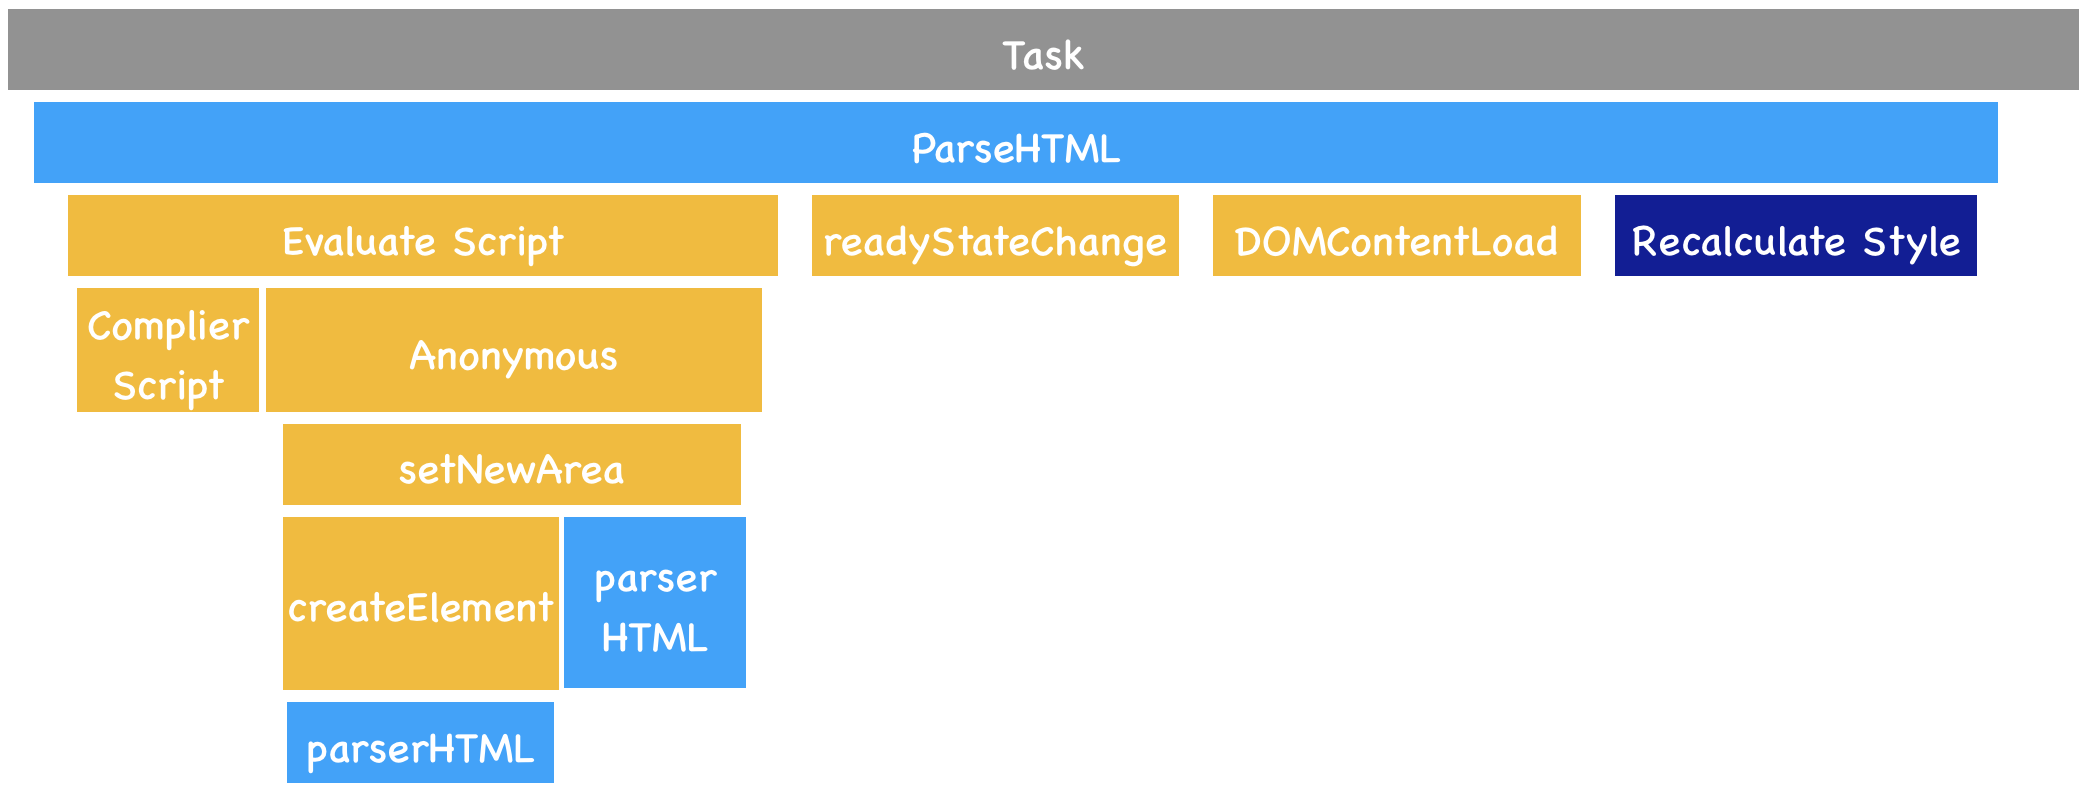 Task
ParseHTML
Evaluate Script
readyStateChange
DOMContentLoad
Recalculate Style
Complier
Script
Anonymous
setNewArea
createElement
parser
HTML
parserHTML